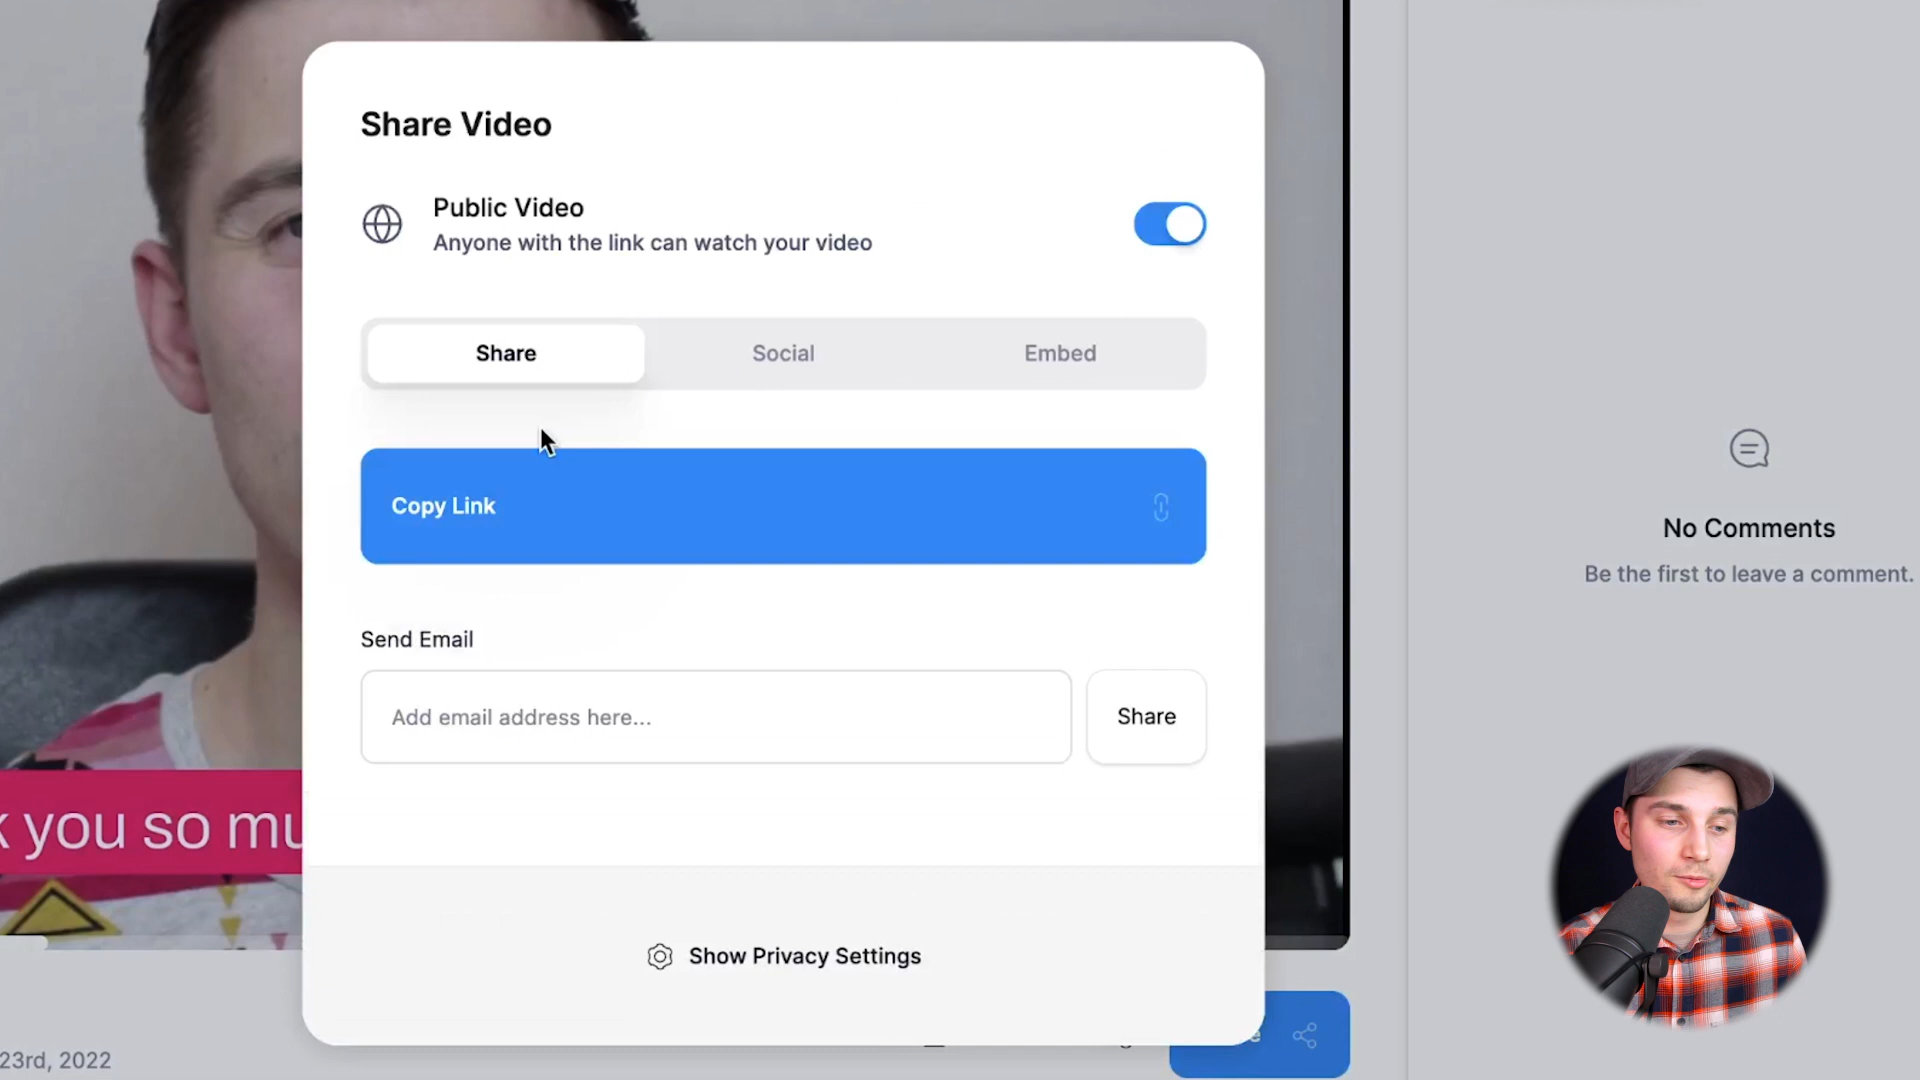 Share Video
Public Video
Anyone with the link can watch your video
Share
Social
Embed
Copy Link
Send Email
Add email address here...
Share
Show Privacy Settings
you so mu
No Comments
Be the first to leave a comment.
23rd, 2022